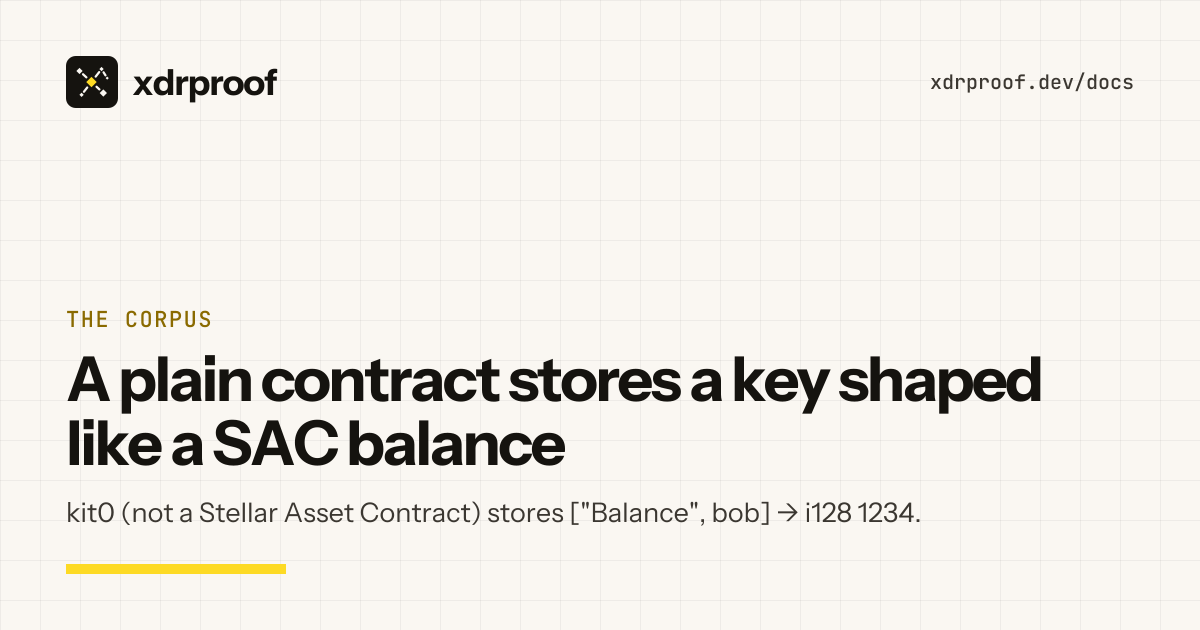 xdrproof
xdrproof.dev/docs
THE CORPUS
A plain contract stores a key shaped
like a SAC balance
kit0 (not a Stellar Asset Contract) stores ["Balance", bob] → i128 1234.